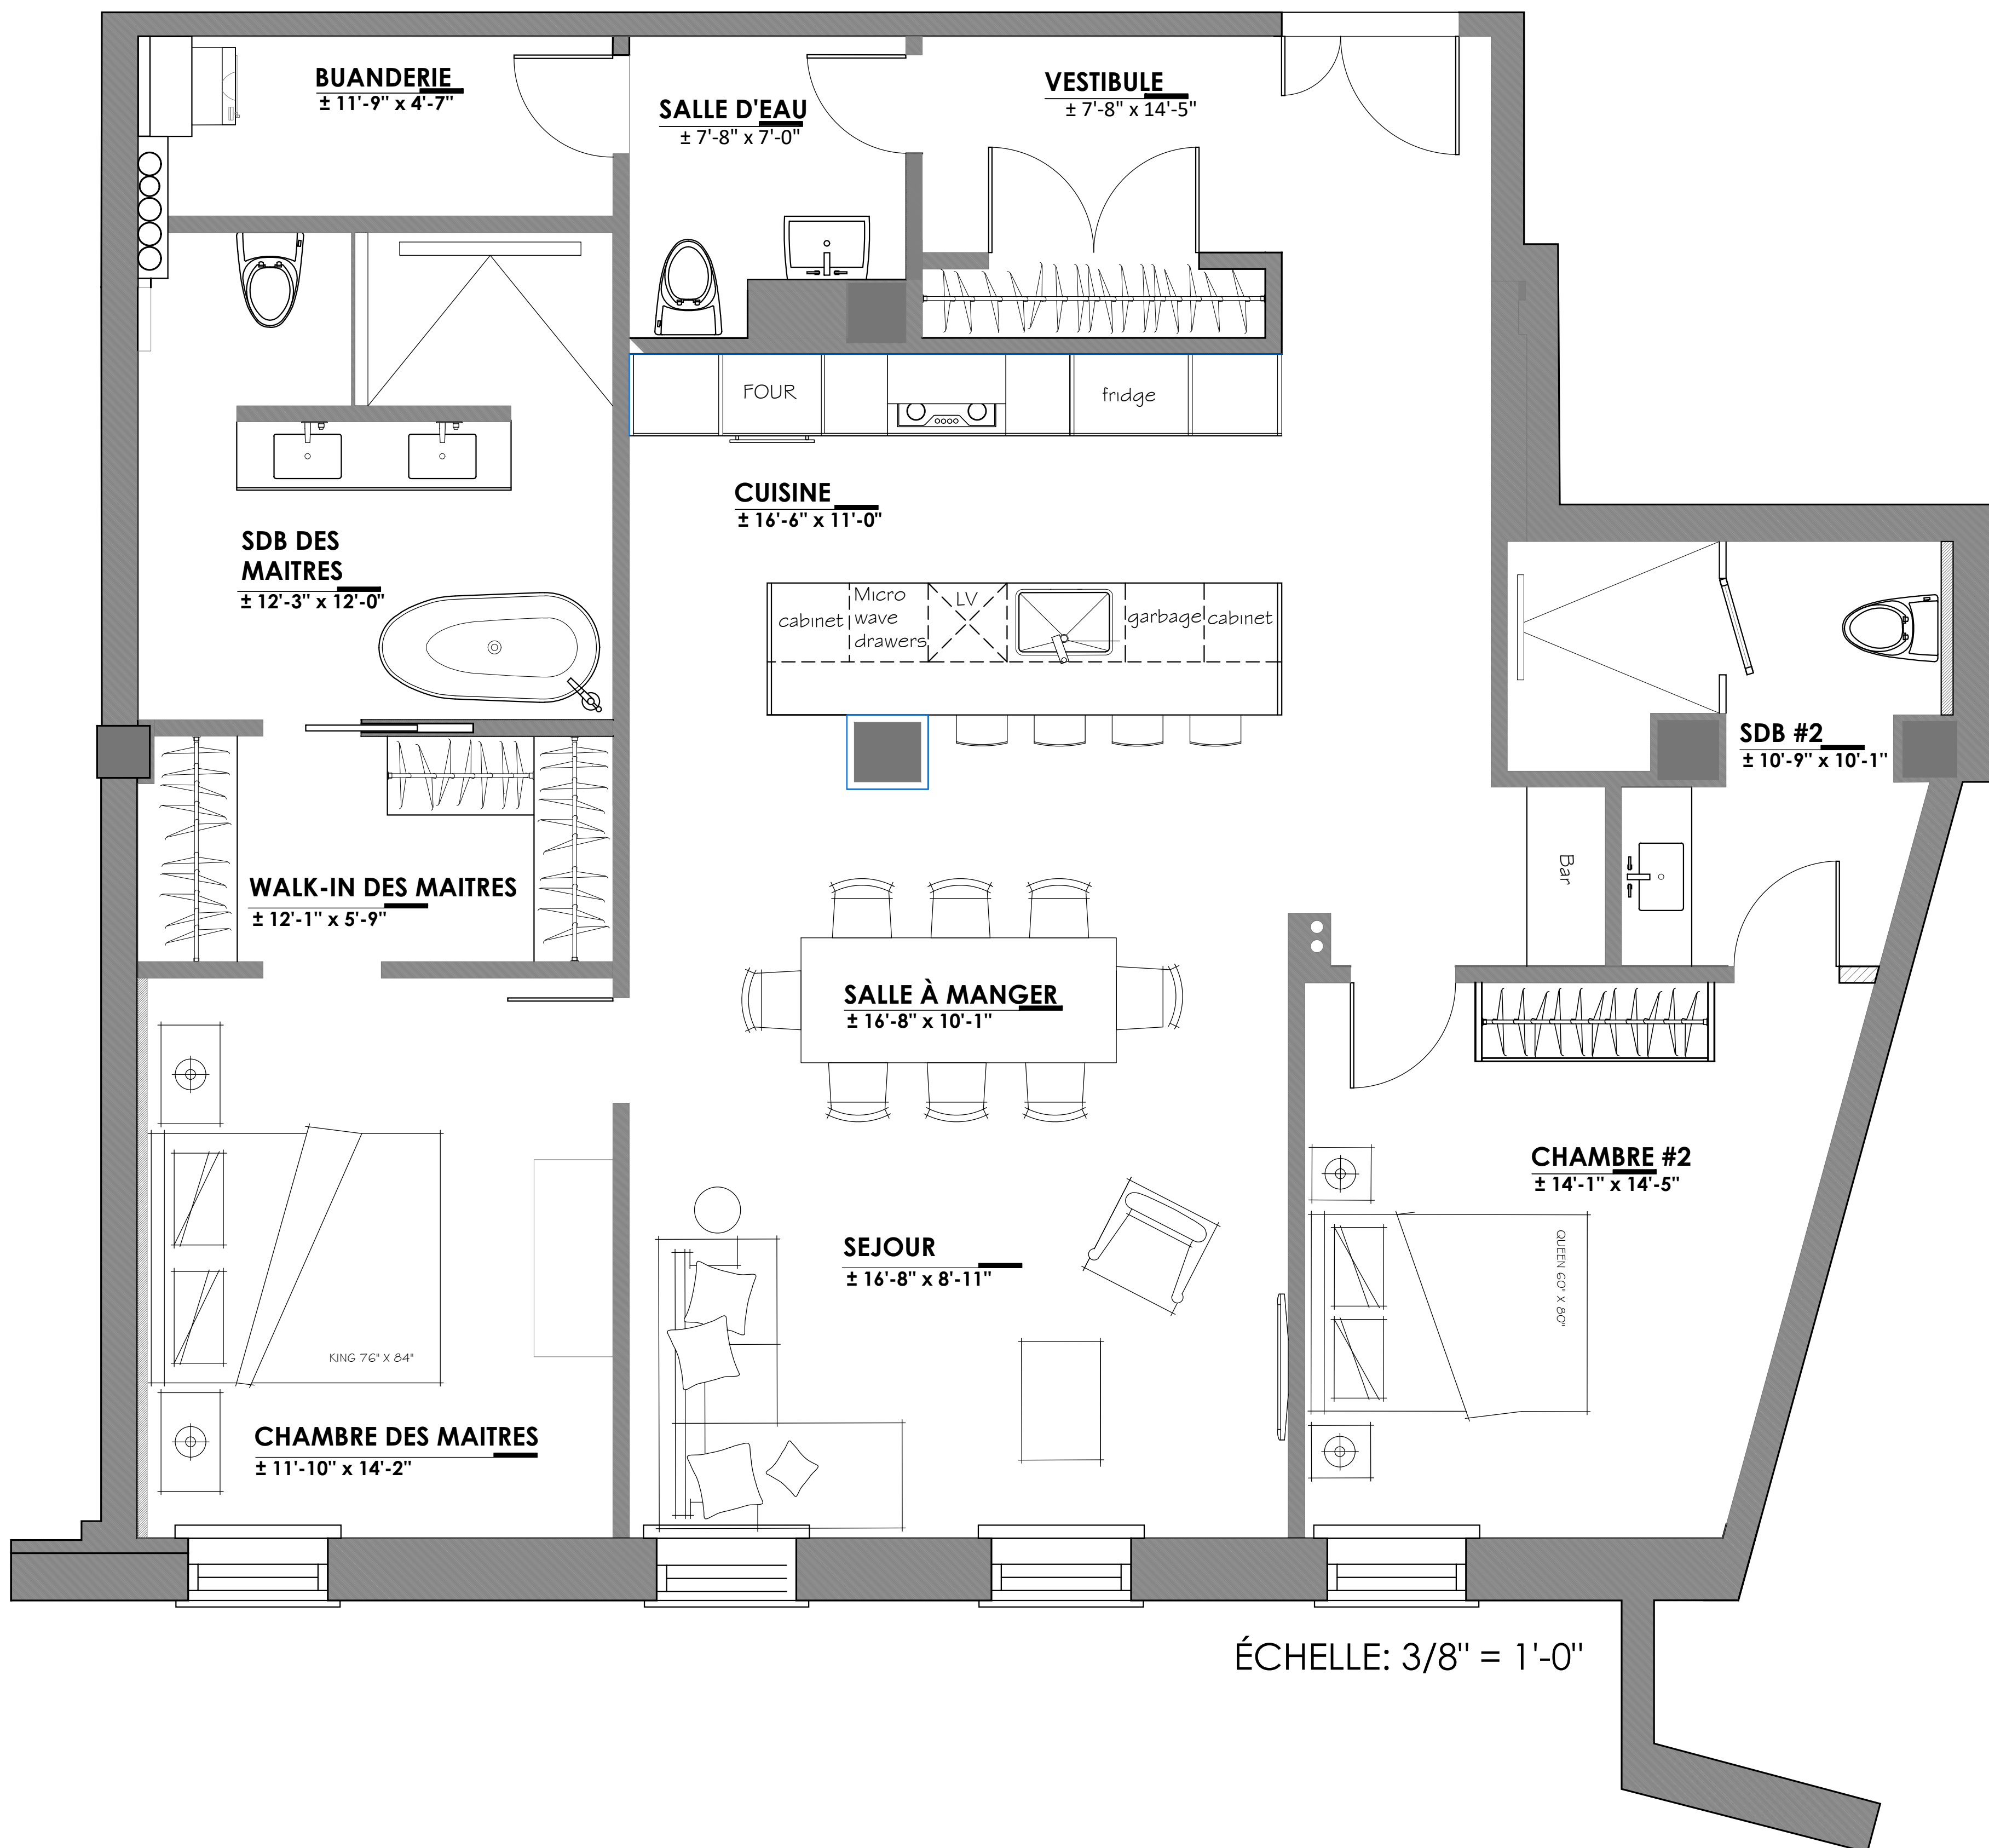 BUANDERIE
± 11'-9" x 4'-7"
SALLE D'EAU
± 7'-8" x 7'-0"
VESTIBULE
± 7'-8" x 14'-5"
FOUR
fridge
CUISINE
± 16'-6" x 11'-0"
SDB DES
MAITRES
± 12'-3" x 12'-0"
cabinet
Micro
wave
drawers
LV
garbage
cabinet
SDB #2
± 10'-9" x 10'-1"
Bar
WALK-IN DES MAITRES
± 12'-1" x 5'-9"
SALLE À MANGER
± 16'-8" x 10'-1"
CHAMBRE #2
± 14'-1" x 14'-5"
QUEEN 60" X 80"
SEJOUR
± 16'-8" x 8'-11"
KING 76" X 84"
CHAMBRE DES MAITRES
± 11'-10" x 14'-2"
ÉCHELLE: 3/8" = 1'-0"